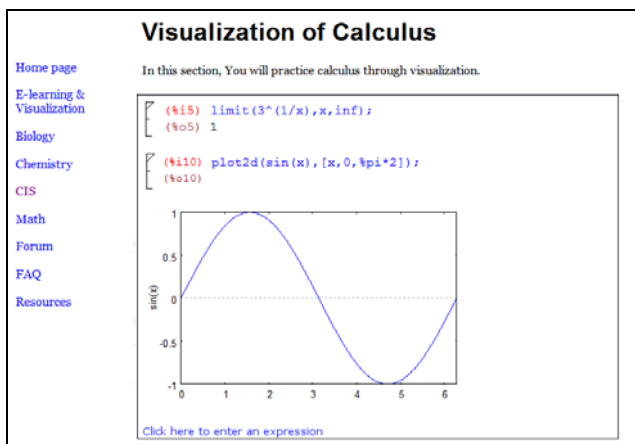 Visualization of Calculus
Home page
E-learning &
Visualization
Biology
Chemistry
CIS
Math
Forum
FAQ
Resources
In this section, You will practice calculus through visualization.
(%i5) limit(3^(1/x),x,inf);
(%o5) 1
(%i10) plot2d(sin(x),[x,0,%pi*2]);
(%o10)
1
0.5
0
-0.5
-1
sin(x)
0 1 2 3 4 5 6
Click here to enter an expression